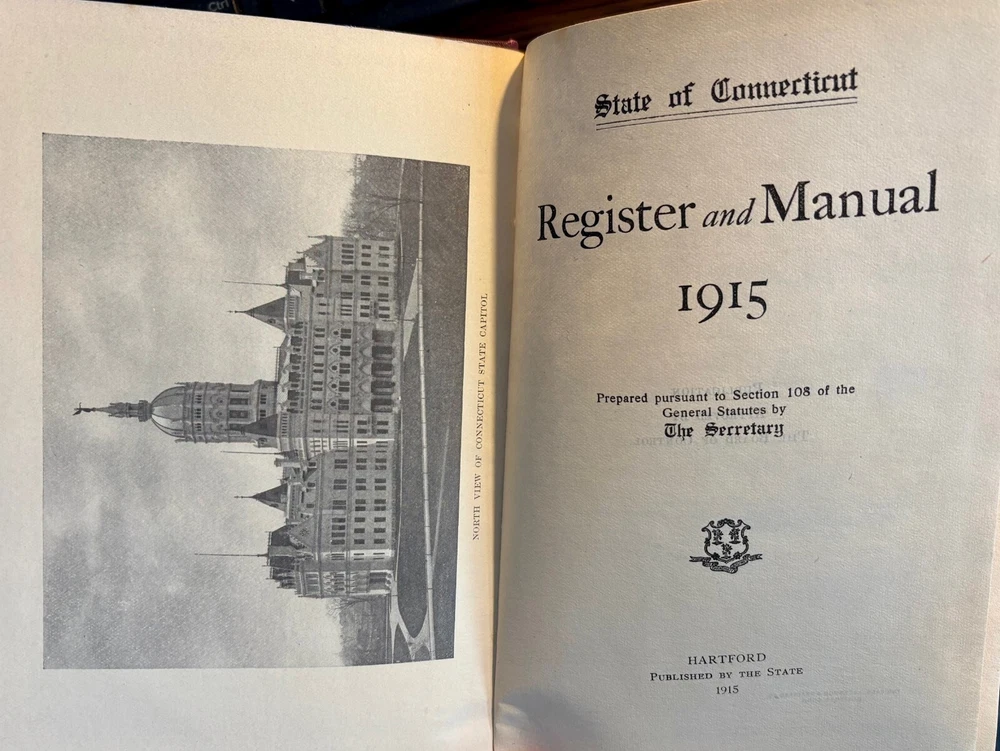 Ctrl
NORTH VIEW OF CONNECTICUT STATE CAPITOL
State of Connecticut
Register and Manual
1915
Prepared pursuant to Section 108 of the
General Statutes by
The Secretary
HARTFORD
PUBLISHED BY THE STATE
1915